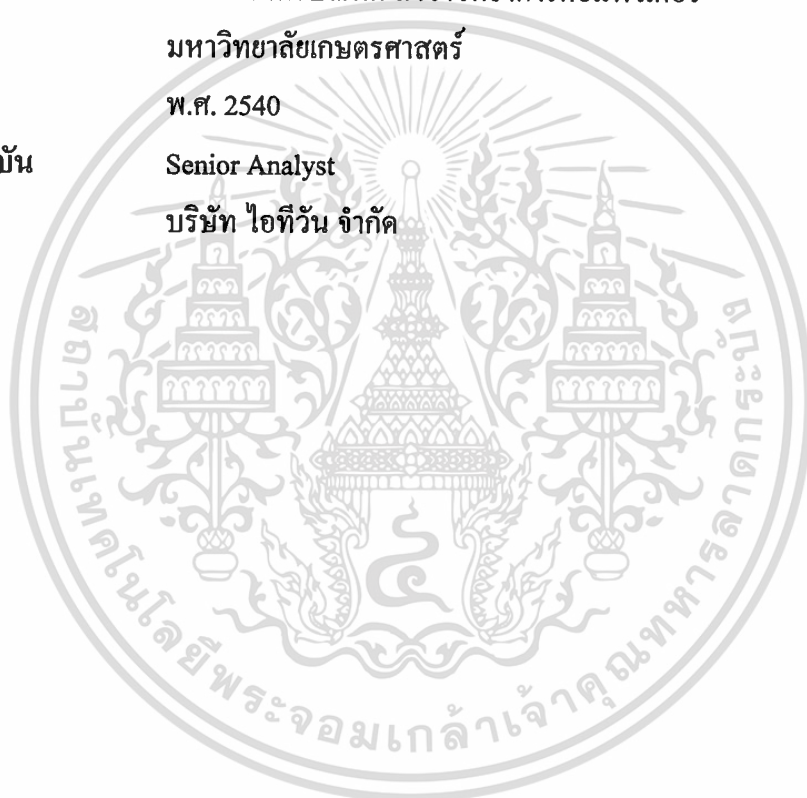 มหาวิทยาลัยเกษตรศาสตร์
พ.ศ. 2540
บัน Senior Analyst
บริษัท ไอทีวัน จำกัด
๔
สถาบันเทคโนโลยีพระจอมเกล้าเจ้าคุณทหารลาดกระบัง